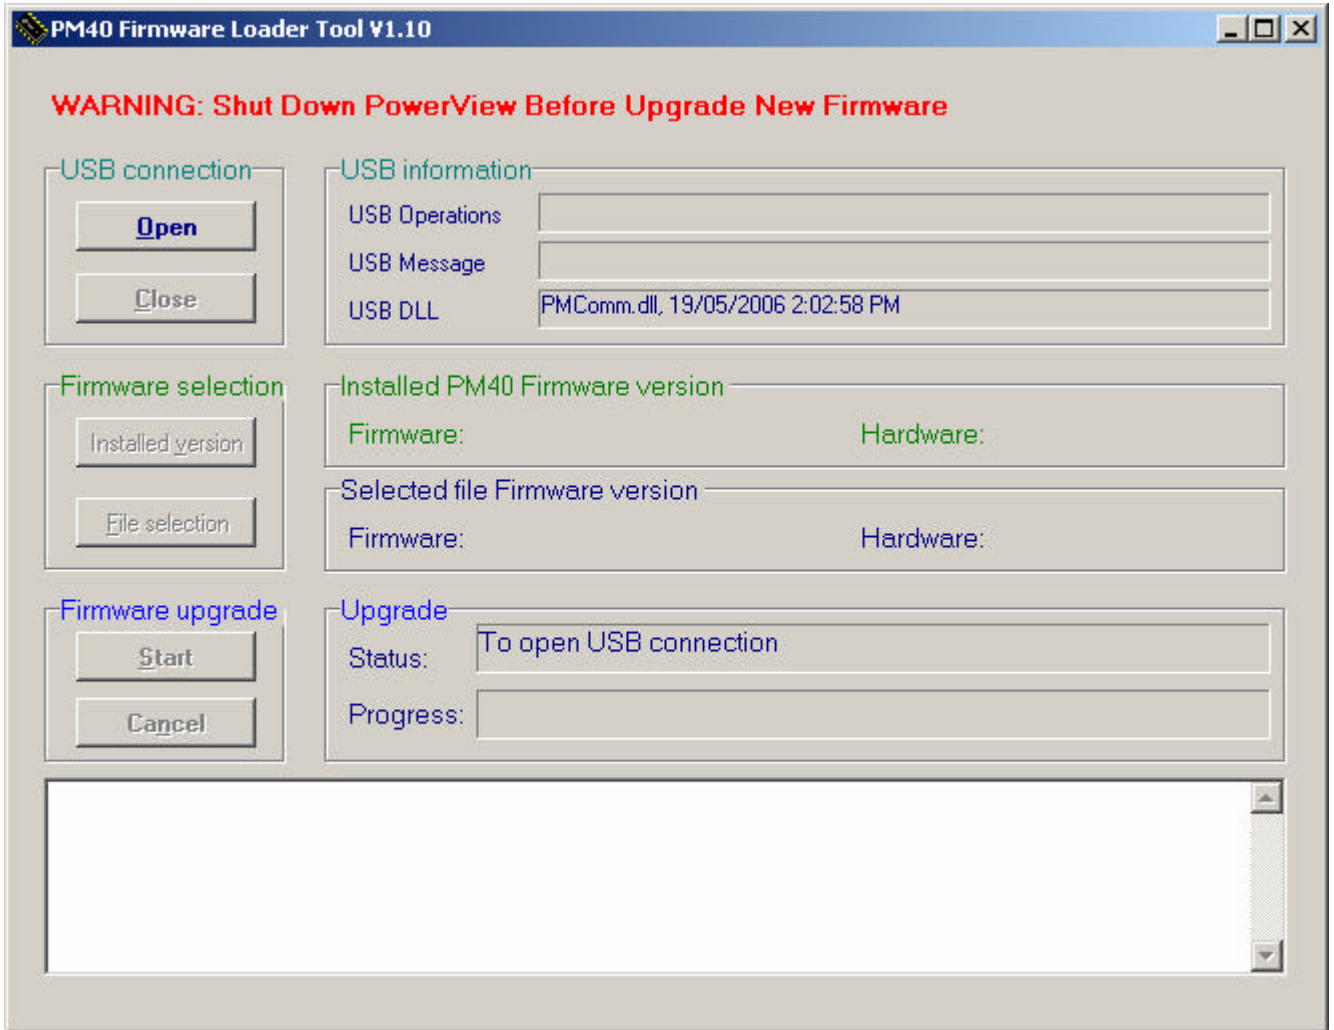 PM40 Firmware Loader Tool V1.10
WARNING: Shut Down PowerView Before Upgrade New Firmware
USB connection
Open
Close
USB information
USB Operations
USB Message
USB DLL PMComm.dll, 19/05/2006 2:02:58 PM
Firmware selection
Installed version
File selection
Installed PM40 Firmware version
Firmware: Hardware:
Selected file Firmware version
Firmware: Hardware:
Firmware upgrade
Start
Cancel
Upgrade
Status: To open USB connection
Progress: